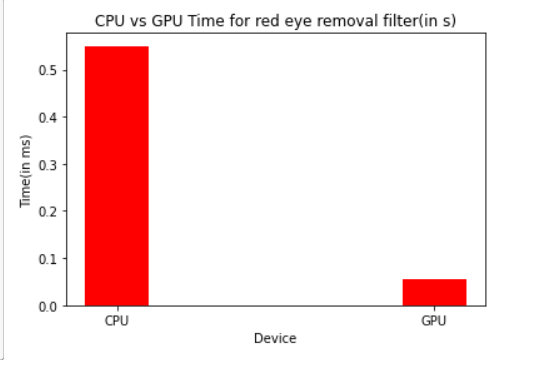 CPU vs GPU Time for red eye removal filter(in s)
Time(in ms)
0.5
0.4
0.3
0.2
0.1
0.0
CPU
GPU
Device